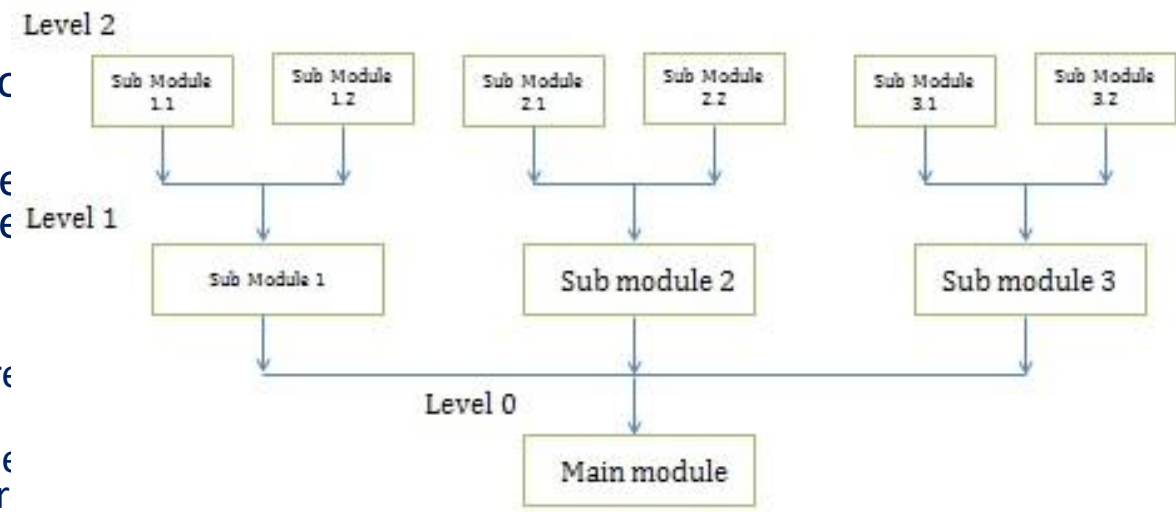 Level 2
Sub Module
1.1
Sub Module
1.2
Sub Module
2.1
Sub Module
2.2
Sub Module
3.1
Sub Module
3.2
Level 1
Sub Module 1
Sub module 2
Sub module 3
Level 0
Main module